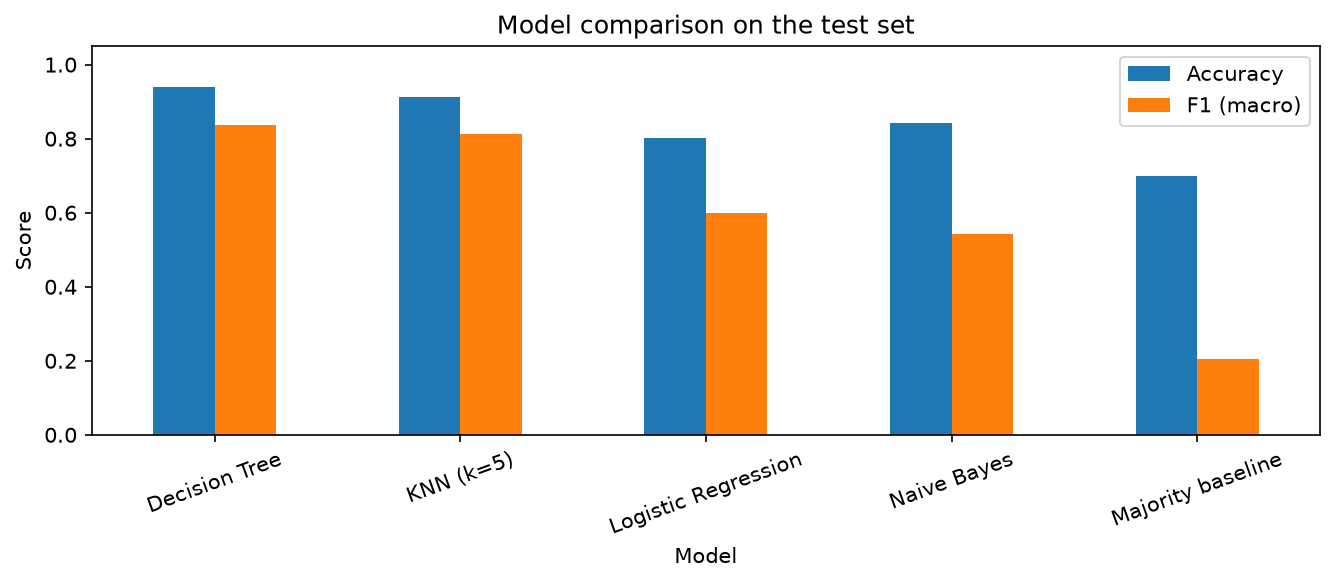 Model comparison on the test set
Accuracy
F1 (macro)
Score
1.0
0.8
0.6
0.4
0.2
0.0
Decision Tree
KNN (k=5)
Logistic Regression
Naive Bayes
Majority baseline
Model